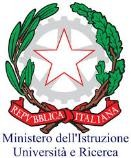 REPVBBLICA ITALIANA
Ministero dell'Istruzione
Università e Ricerca